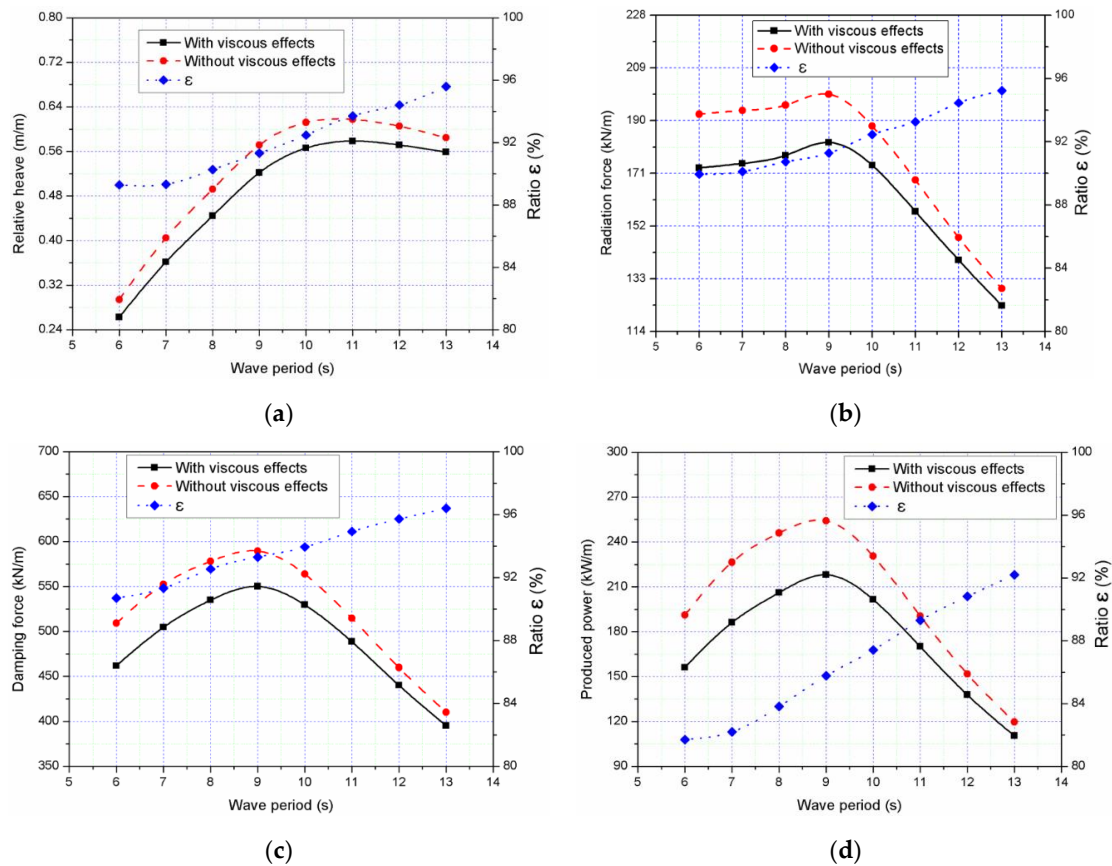 0.80
0.72
0.64
0.56
0.48
0.40
0.32
0.24
Relative heave (m/m)
With viscous effects
Without viscous effects
ε
100
96
92
88
84
80
Ratio ε (%)
5 6 7 8 9 10 11 12 13 14
Wave period (s)
(a)
228
209
190
171
152
133
114
Radiation force (kN/m)
With viscous effects
Without viscous effects
ε
100
96
92
88
84
80
Ratio ε (%)
5 6 7 8 9 10 11 12 13 14
Wave period (s)
(b)
700
650
600
550
500
450
400
350
Damping force (kN/m)
With viscous effects
Without viscous effects
ε
100
96
92
88
84
80
Ratio ε (%)
5 6 7 8 9 10 11 12 13 14
Wave period (s)
(c)
300
270
240
210
180
150
120
90
Produced power (kW/m)
With viscous effects
Without viscous effects
ε
100
96
92
88
84
80
Ratio ε (%)
5 6 7 8 9 10 11 12 13 14
Wave period (s)
(d)